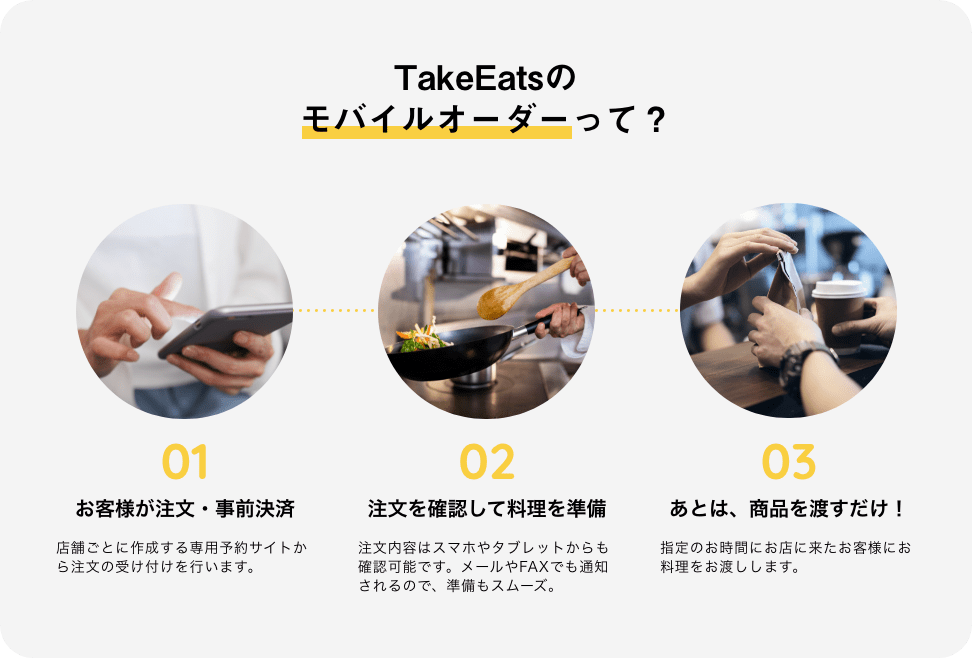 TakeEatsの
モバイルオーダーって？
01
お客様が注文・事前決済
店舗ごとに作成する専用予約サイトか
ら注文の受け付けを行います。
02
注文を確認して料理を準備
注文内容はスマホやタブレットからも
確認可能です。メールやFAXでも通知
されるので、準備もスムーズ。
03
あとは、商品を渡すだけ！
指定のお時間にお店に来たお客様にお
料理をお渡しします。